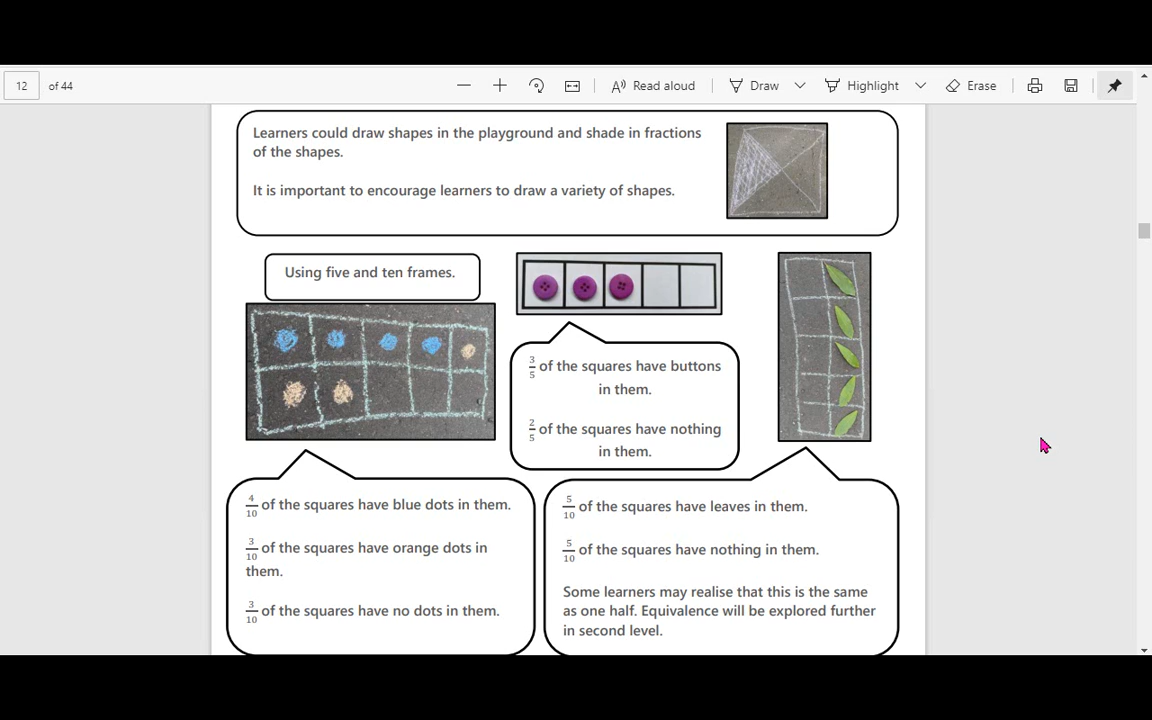 12 of 44 Read aloud Draw Highlight Erase
Learners could draw shapes in the playground and shade in fractions
of the shapes.
It is important to encourage learners to draw a variety of shapes.
Using five and ten frames.
3/5 of the squares have buttons
in them.
2/5 of the squares have nothing
in them.
4/10 of the squares have blue dots in them.
3/10 of the squares have orange dots in
them.
3/10 of the squares have no dots in them.
5/10 of the squares have leaves in them.
5/10 of the squares have nothing in them.
Some learners may realise that this is the same
as one half. Equivalence will be explored further
in second level.